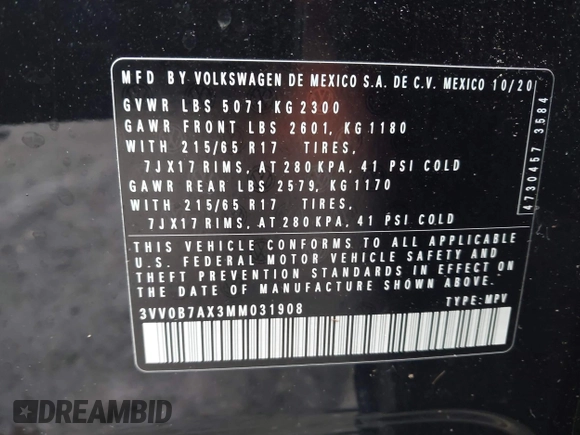 MFD BY VOLKSWAGEN DE MEXICO S.A. DE C.V. MEXICO 10/20
GVWR LBS 5071 KG 2300
GAWR FRONT LBS 2601, KG 1180
WITH 215/65 R17 TIRES,
7JX17 RIMS, AT 280 KPA, 41 PSI COLD
GAWR REAR LBS 2579, KG 1170
WITH 215/65 R17 TIRES,
7JX17 RIMS, AT 280 KPA, 41 PSI COLD
4730457 3584
THIS VEHICLE CONFORMS TO ALL APPLICABLE
U.S. FEDERAL MOTOR VEHICLE SAFETY AND
THEFT PREVENTION STANDARDS IN EFFECT ON
THE DATE OF MANUFACTURE SHOWN ABOVE.
3VV0B7AX3MM031908 TYPE: MPV
DREAMBID